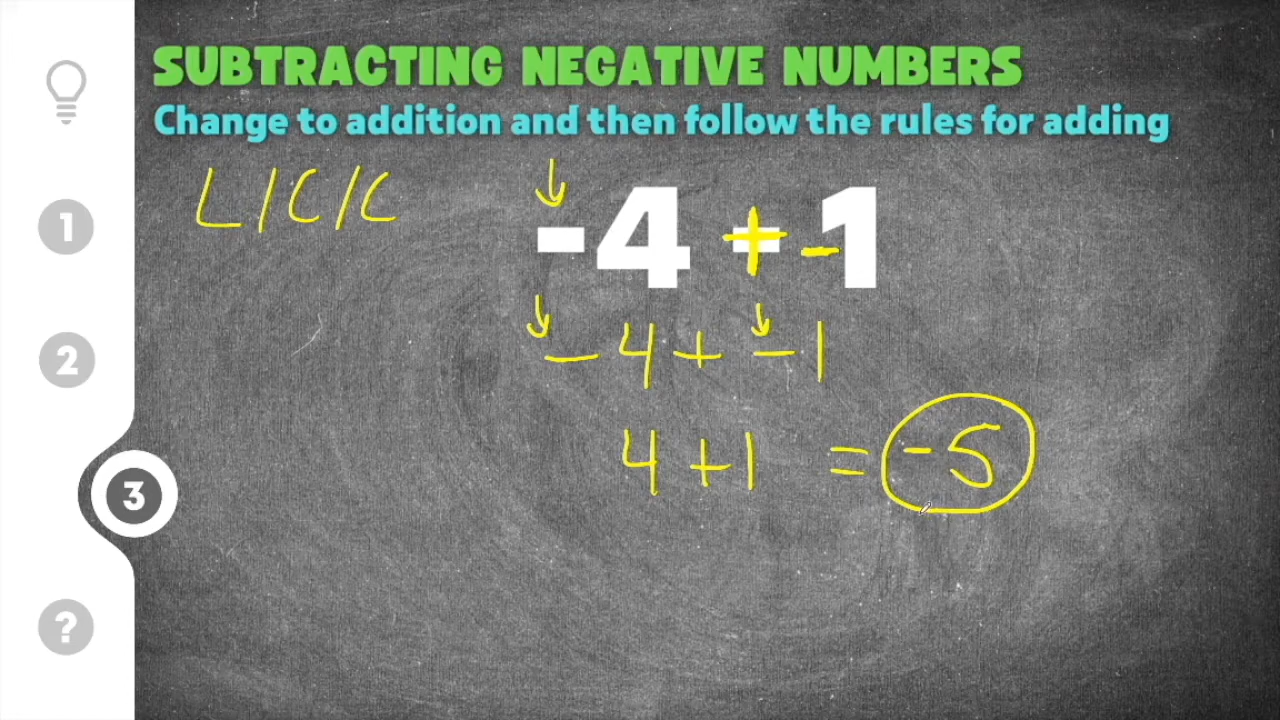 SUBTRACTING NEGATIVE NUMBERS
Change to addition and then follow the rules for adding
L/C/C
-4 + -1
-4 + -1
4 + 1 = -5
1
2
3
?